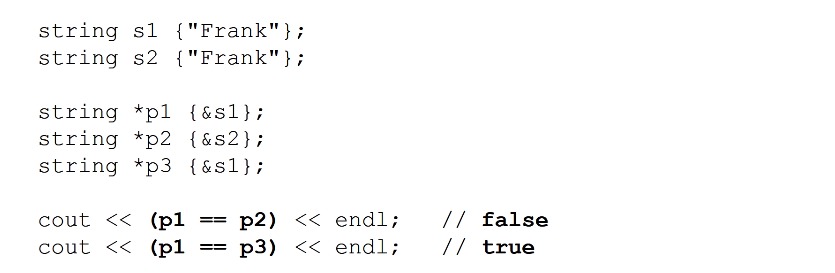 string s1 {"Frank"};
string s2 {"Frank"};
string *p1 {&s1};
string *p2 {&s2};
string *p3 {&s1};
cout << (p1 == p2) << endl; // false
cout << (p1 == p3) << endl; // true